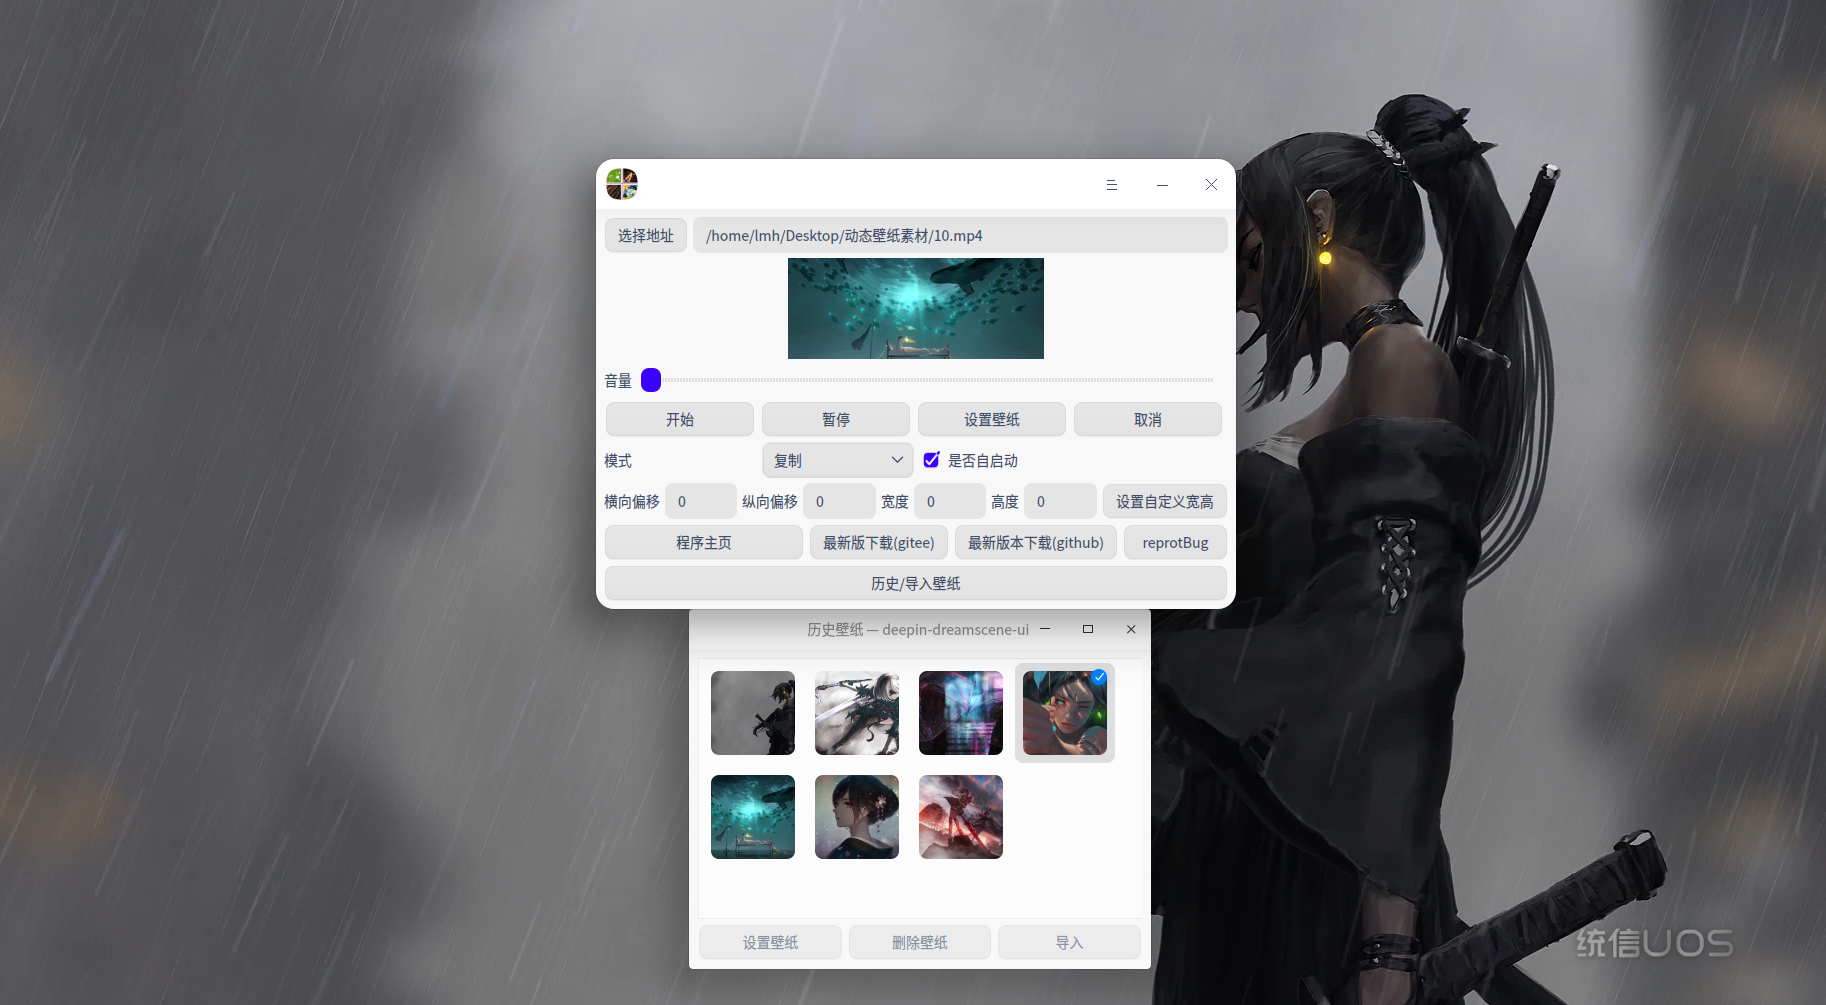 选择地址 /home/lmh/Desktop/动态壁纸素材/10.mp4
音量
开始 暂停 设置壁纸 取消
模式 复制 是否自启动
横向偏移 0 纵向偏移 0 宽度 0 高度 0 设置自定义宽高
程序主页 最新版下载(gitee) 最新版本下载(github) reprotBug
历史/导入壁纸
历史壁纸 — deepin-dreamscene-ui
设置壁纸 删除壁纸 导入
统信UOS